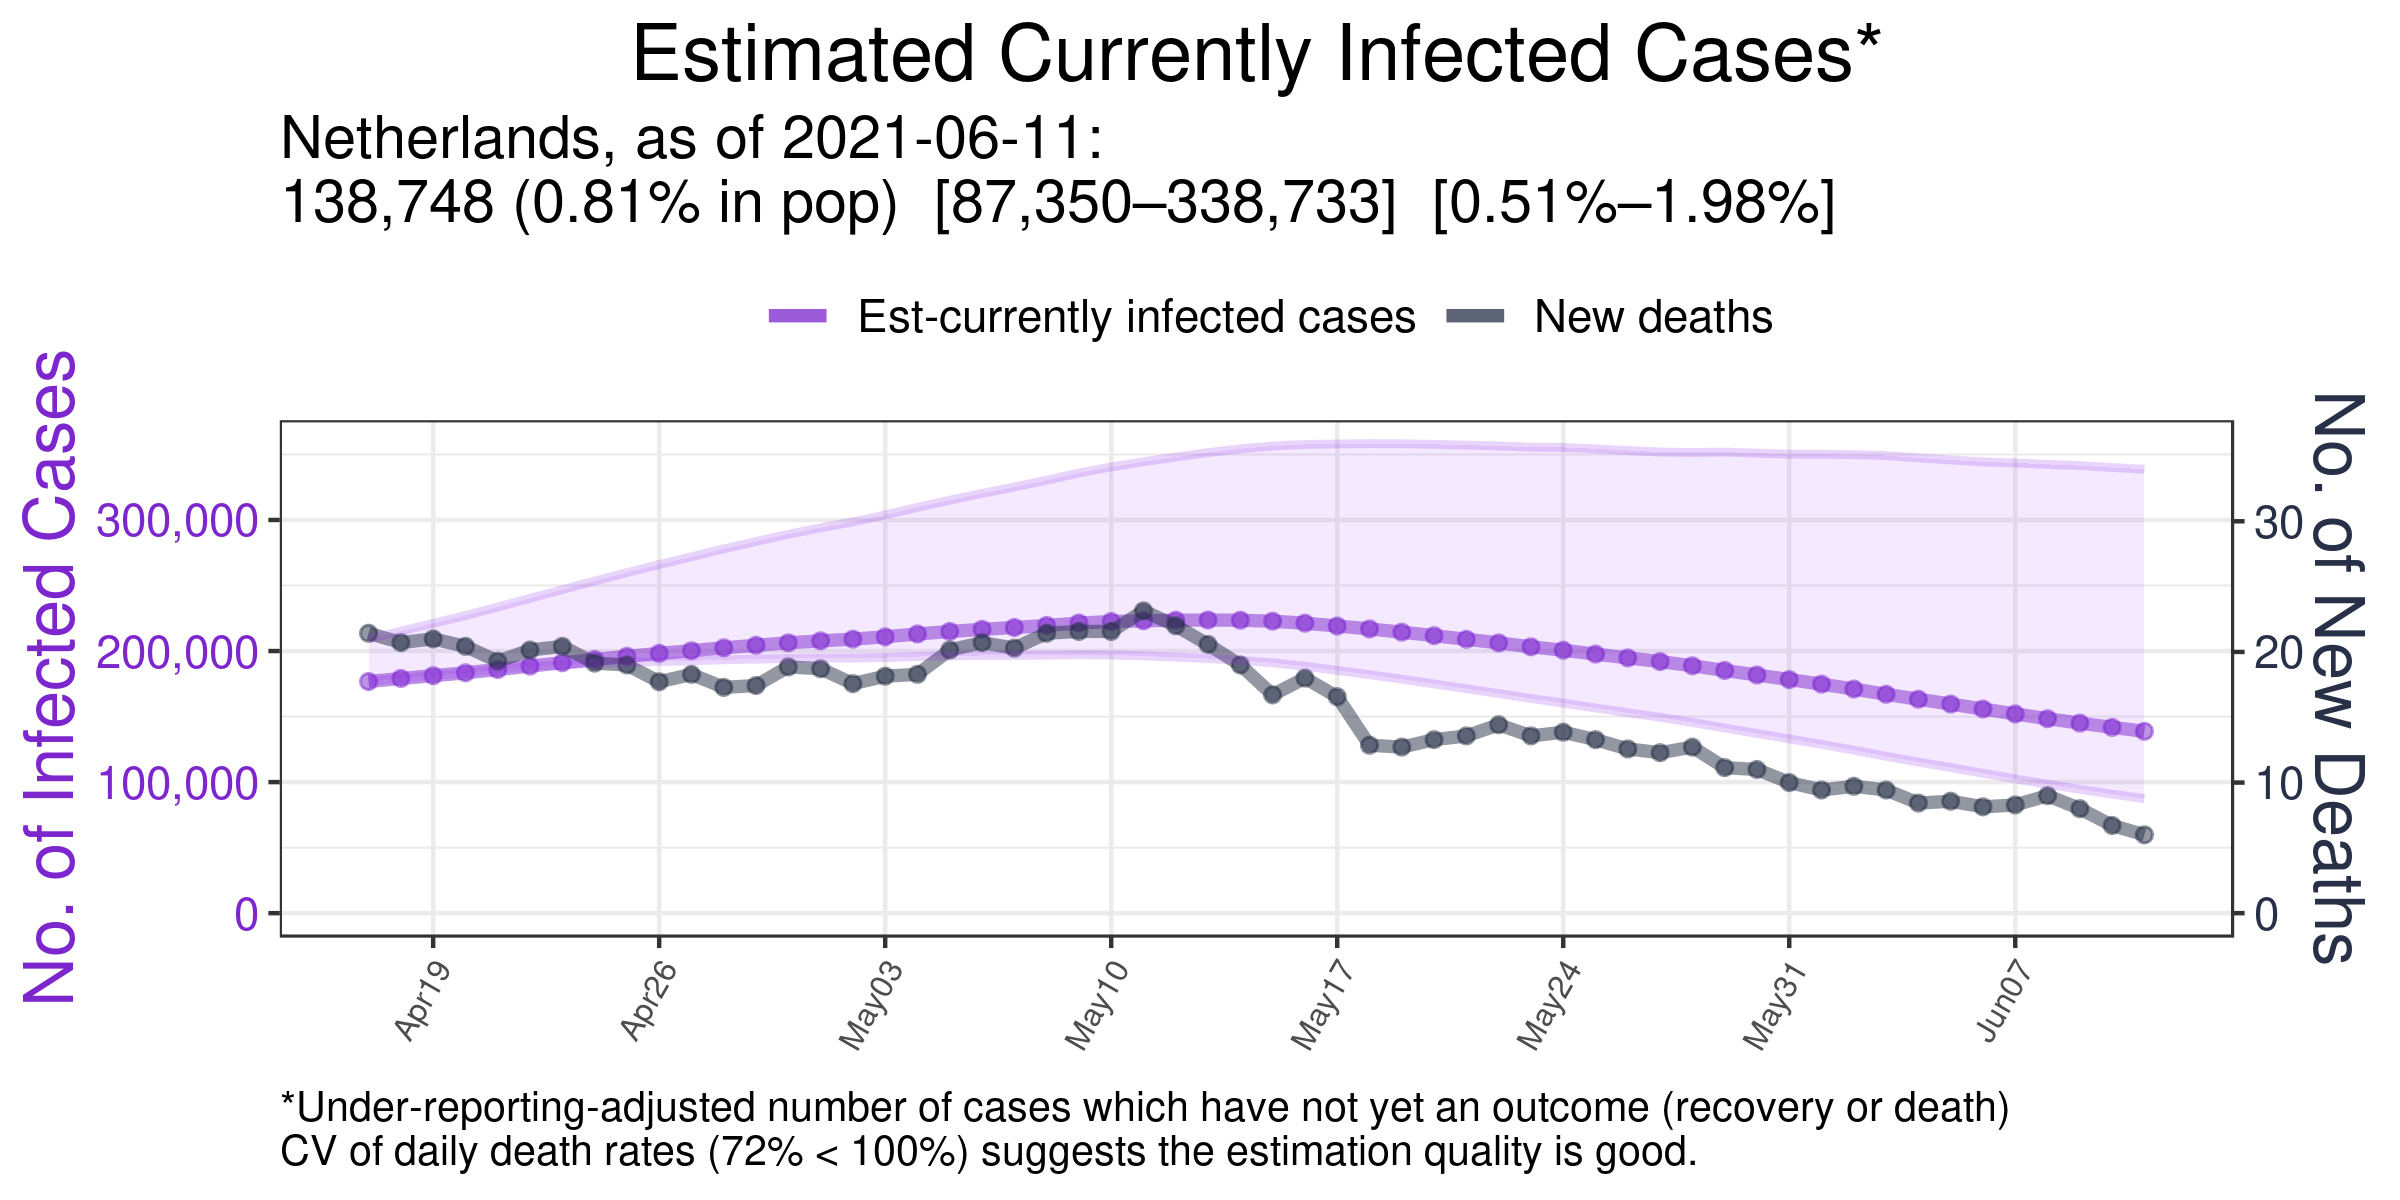 Estimated Currently Infected Cases*
Netherlands, as of 2021-06-11:
138,748 (0.81% in pop)  [87,350–338,733]  [0.51%–1.98%]
Est-currently infected cases
New deaths
No. of Infected Cases
300,000
200,000
100,000
0
30
20
10
0
No. of New Deaths
Apr19
Apr26
May03
May10
May17
May24
May31
Jun07
*Under-reporting-adjusted number of cases which have not yet an outcome (recovery or death)
CV of daily death rates (72% < 100%) suggests the estimation quality is good.